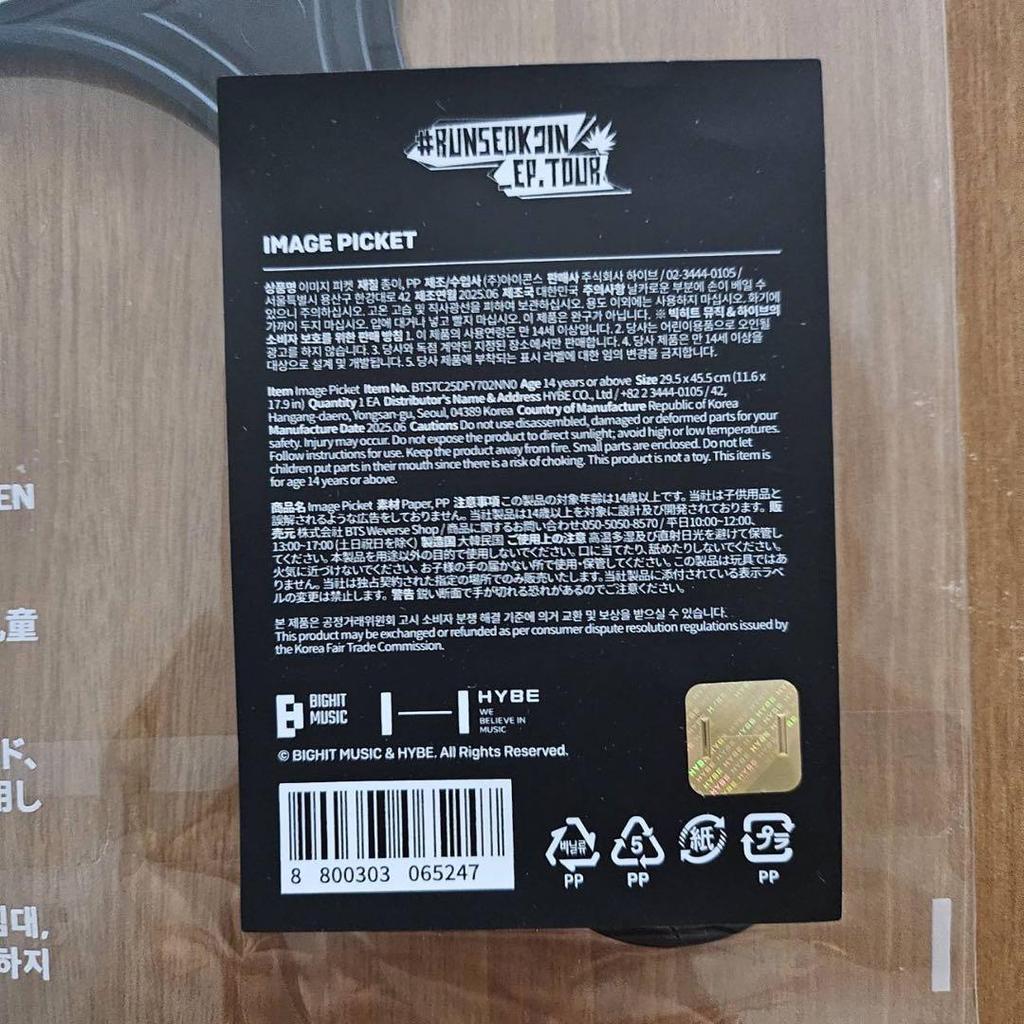 #RUNSEOKJIN
_EP.TOUR
IMAGE PICKET
상품명 이미지 피켓 재질 종이, PP 제조/수입사 (주)아이콘스 판매사 주식회사 하이브 / 02-3444-0105 /
서울특별시 용산구 한강대로 42 제조연월 2025.06 제조국 대한민국 주의사항 날카로운 부분에 손이 베일 수
있으니 주의하십시오. 고온 고습 및 직사광선을 피하여 보관하십시오. 용도 이외에는 사용하지 마십시오. 화기에
가까이 두지 마십시오. 입에 대거나 넣고 빨지 마십시오. 이 제품은 완구가 아닙니다. ※ 빅히트 뮤직 & 하이브의
소비자 보호를 위한 판매 방침 1. 이 제품의 사용연령은 만 14세 이상입니다. 2. 당사는 어린이용품으로 오인될
광고를 하지 않습니다. 3. 당사와 독점 계약된 지정된 장소에서만 판매합니다. 4. 당사 제품은 만 14세 이상을
대상으로 설계 및 개발됩니다. 5. 당사 제품에 부착되는 표시 라벨에 대한 임의 변경을 금지합니다.
Item Image Picket Item No. BTSTC25DFY702NN0 Age 14 years or above Size 29.5 x 45.5 cm (11.6 x
17.9 in) Quantity 1 EA Distributor's Name & Address HYBE CO., Ltd / +82 2 3444-0105 / 42,
Hangang-daero, Yongsan-gu, Seoul, 04389 Korea Country of Manufacture Republic of Korea
Manufacture Date 2025.06 Cautions Do not use disassembled, damaged or deformed parts for your
safety. Injury may occur. Do not expose the product to direct sunlight; avoid high or low temperatures.
Follow instructions for use. Keep the product away from fire. Small parts are enclosed. Do not let
children put parts in their mouth since there is a risk of choking. This product is not a toy. This item is
for age 14 years or above.
商品名 Image Picket 素材 Paper, PP 注意事項 この製品の対象年齢は14歳以上です。当社は子供用品と
誤解されるような広告をしておりません。当社製品は14歳以上を対象に設計及び開発されております。販
売元 株式会社 BTS Weverse Shop / 商品に関するお問い合わせ:050-5050-8570 / 平日10:00~12:00、
13:00~17:00 (土日祝日を除く) 製造国 大韓民国 ご使用上の注意 高温多湿及び直射日光を避けて保管し
てください。本製品を用途以外の目的で使用しないでください。口に当てたり、舐めたりしないでください。
火気に近づけないでください。お子様の手の届かない所で使用・保管してください。この製品は玩具ではあ
りません。当社は独占契約された指定の場所でのみ販売いたします。当社製品に添付されている表示ラベ
ルの変更は禁止します。警告 鋭い断面で手が切れる恐れがあるのでご注意ください。
본 제품은 공정거래위원회 고시 소비자 분쟁 해결 기준에 의거 교환 및 보상을 받으실 수 있습니다.
This product may be exchanged or refunded as per consumer dispute resolution regulations issued by
the Korea Fair Trade Commission.
BIGHIT
MUSIC
HYBE
WE
BELIEVE IN
MUSIC
© BIGHIT MUSIC & HYBE. All Rights Reserved.
HYBE HYBE HYBE
8 800303 065247
비닐류
PP
5
PP
紙
プラ
PP
EN
童
ド、
用し
대,
하지